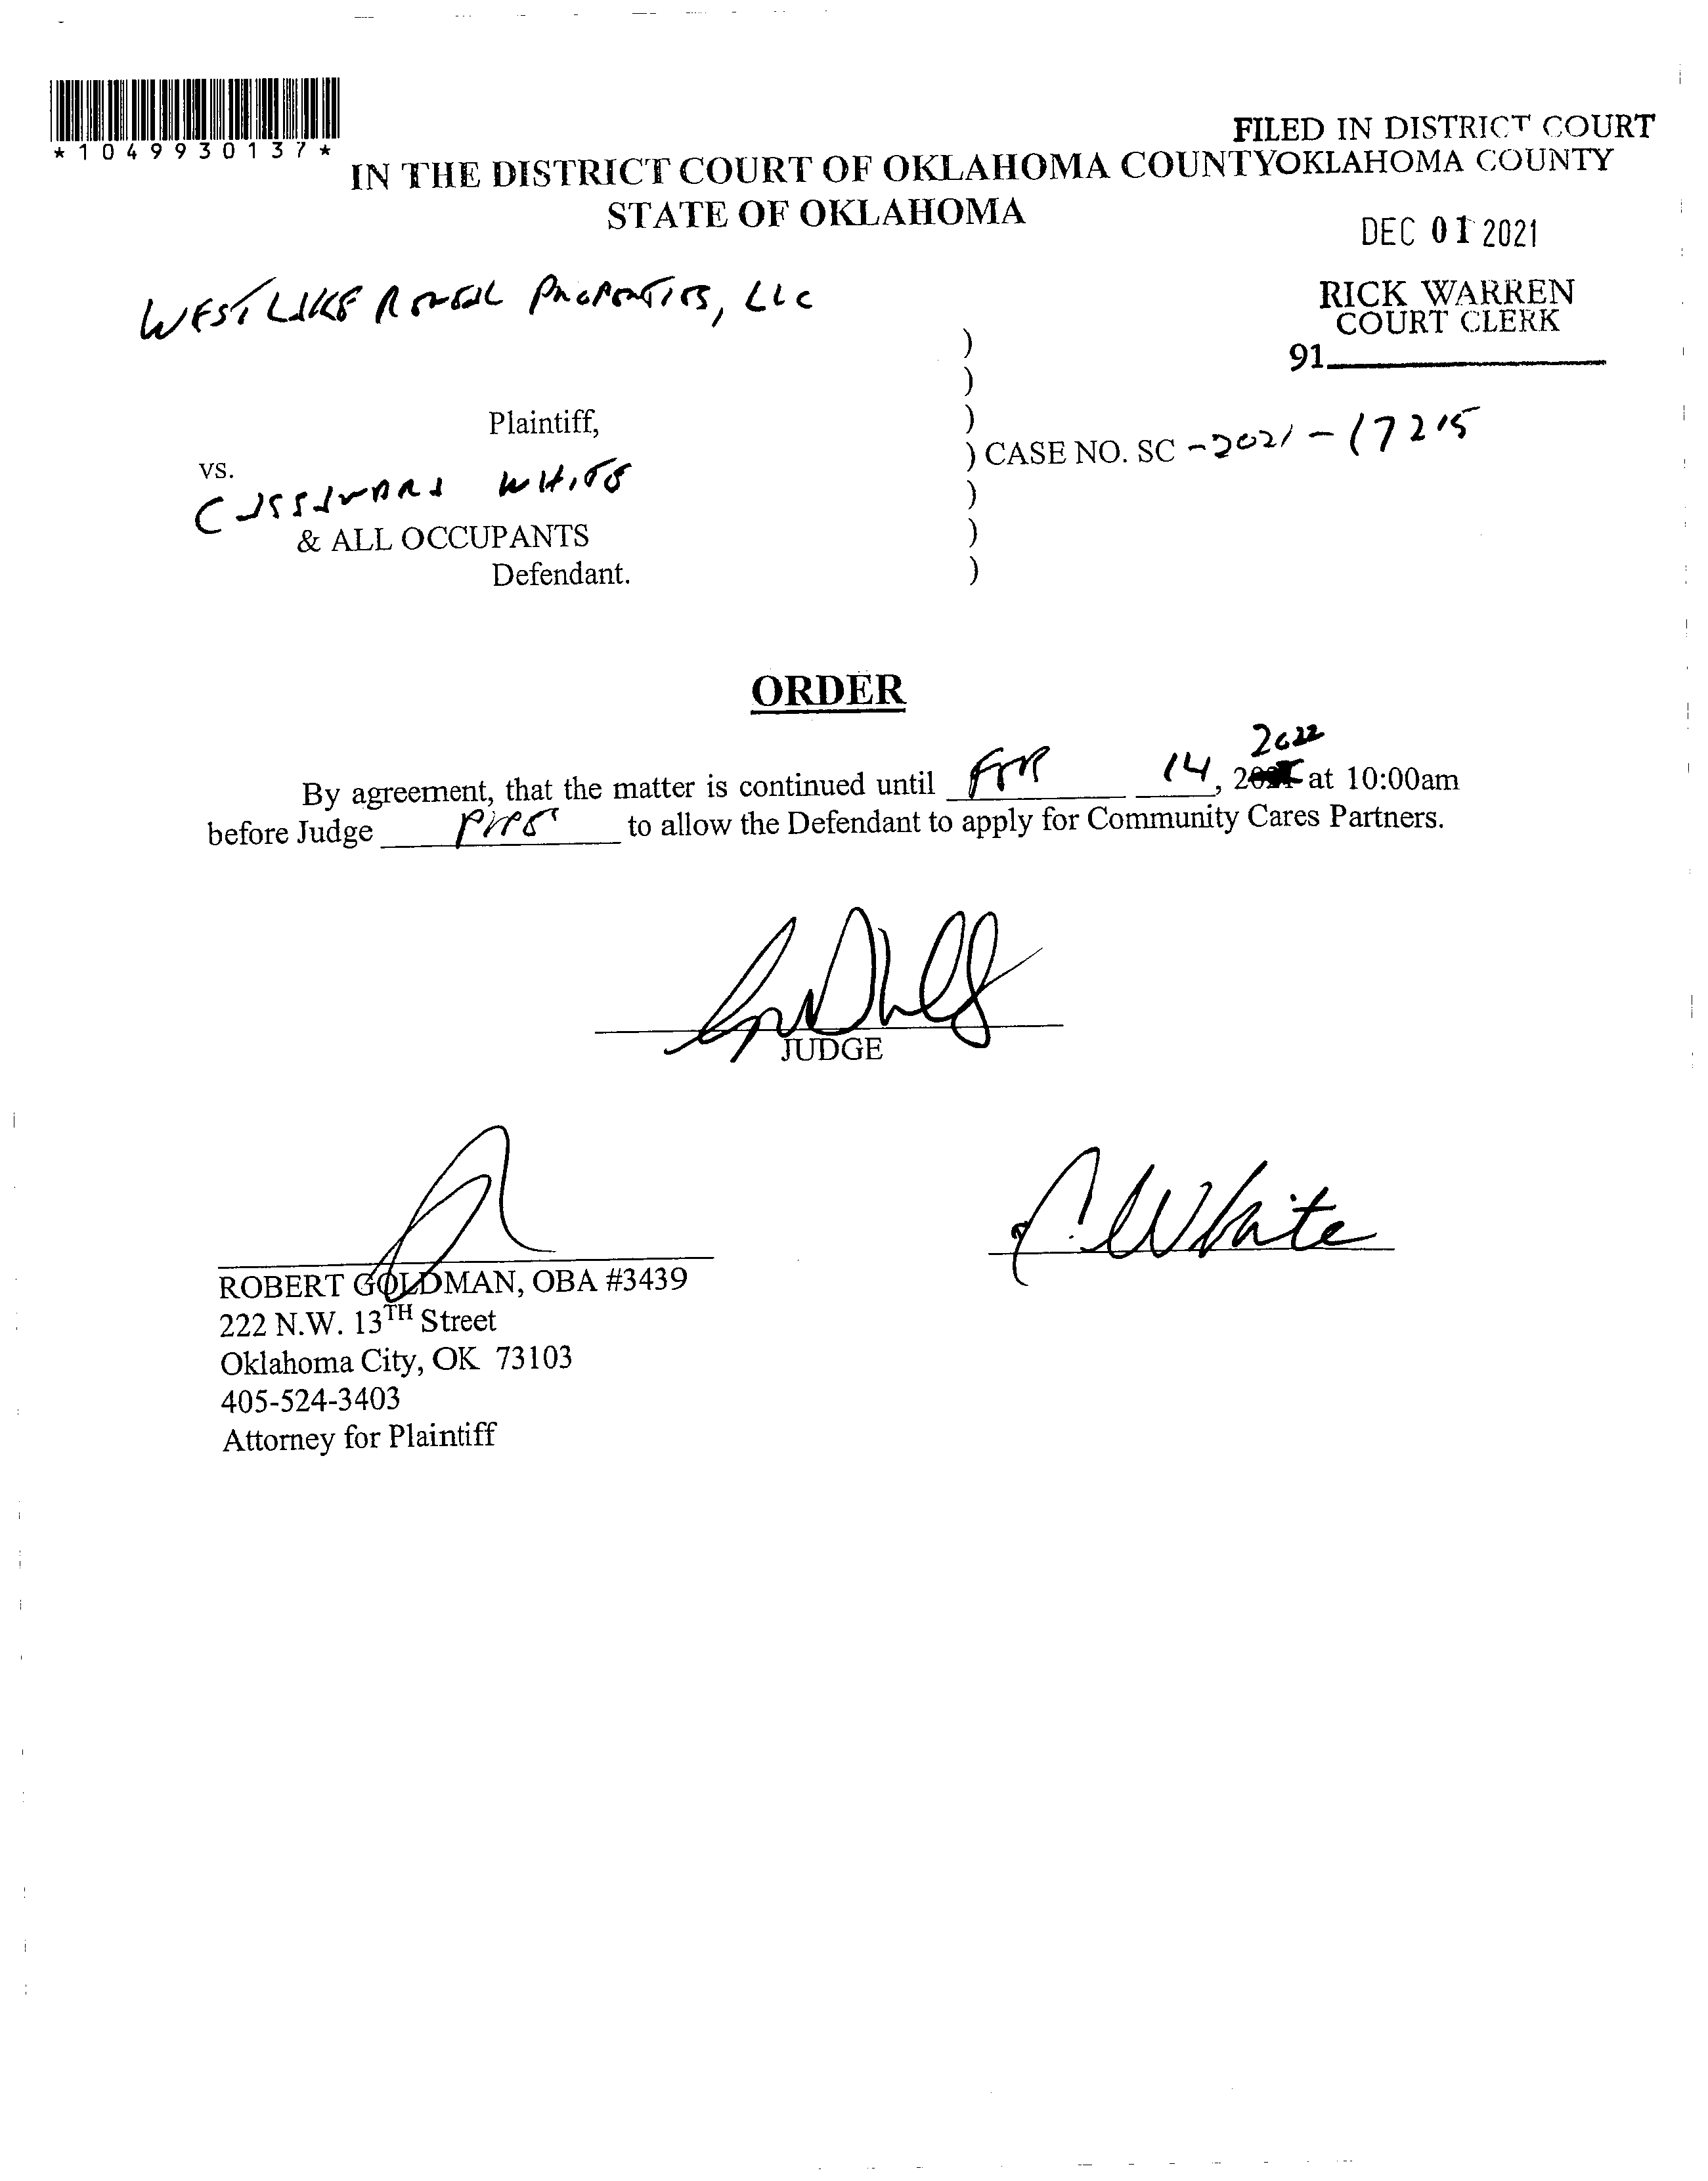 *1049930137*
FILED IN DISTRICT COURT
OKLAHOMA COUNTY
IN THE DISTRICT COURT OF OKLAHOMA COUNTY
STATE OF OKLAHOMA
DEC 01 2021
RICK WARREN
COURT CLERK
91
WESTLAKE RENTAL PROPERTIES, LLC
)
)
Plaintiff, )
vs. ) CASE NO. SC -2021-17215
WHITE )
& ALL OCCUPANTS )
Defendant. )
ORDER
2022
By agreement, that the matter is continued until FEB 14, at 10:00am
before Judge to allow the Defendant to apply for Community Cares Partners.
JUDGE
C White
ROBERT GOLDMAN, OBA #3439
222 N.W. 13TH Street
Oklahoma City, OK 73103
405-524-3403
Attorney for Plaintiff